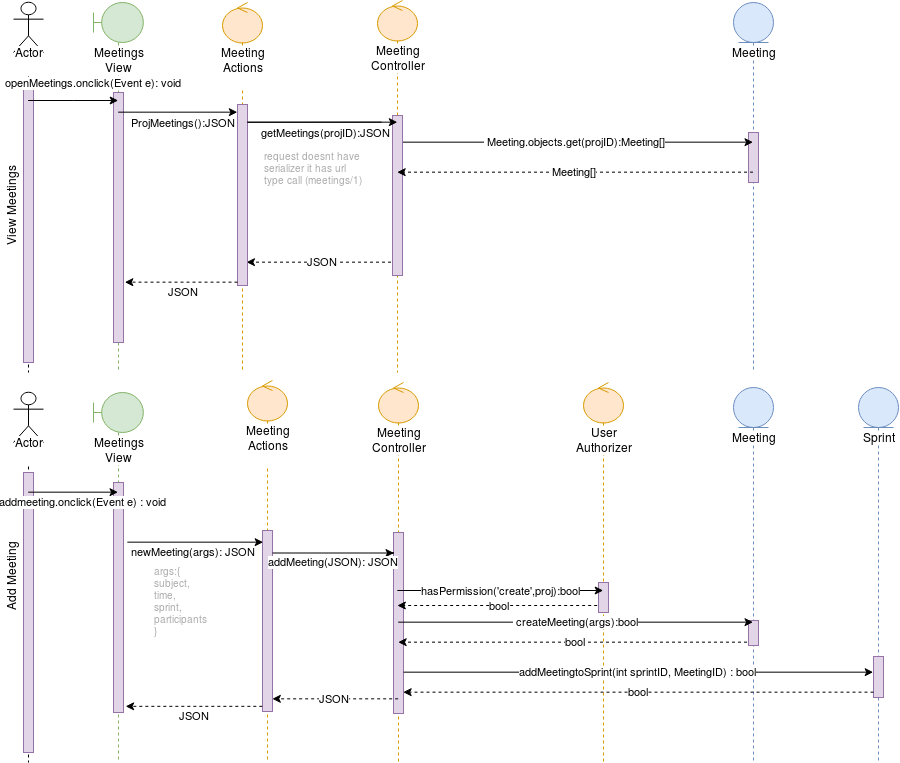 Actor
Meetings
View
Meeting
Actions
Meeting
Controller
Meeting
openMeetings.onclick(Event e): void
ProjMeetings():JSON
getMeetings(projID):JSON
Meeting.objects.get(projID):Meeting[]
request doesnt have
serializer it has url
type call (meetings/1)
Meeting[]
View Meetings
JSON
JSON
Actor
Meetings
View
Meeting
Actions
Meeting
Controller
User
Authorizer
Meeting
Sprint
addmeeting.onclick(Event e) : void
newMeeting(args): JSON
addMeeting(JSON): JSON
Add Meeting
args:{
subject,
time,
sprint,
participants
}
hasPermission('create',proj):bool
bool
createMeeting(args):bool
bool
addMeetingtoSprint(int sprintID, MeetingID) : bool
bool
JSON
JSON